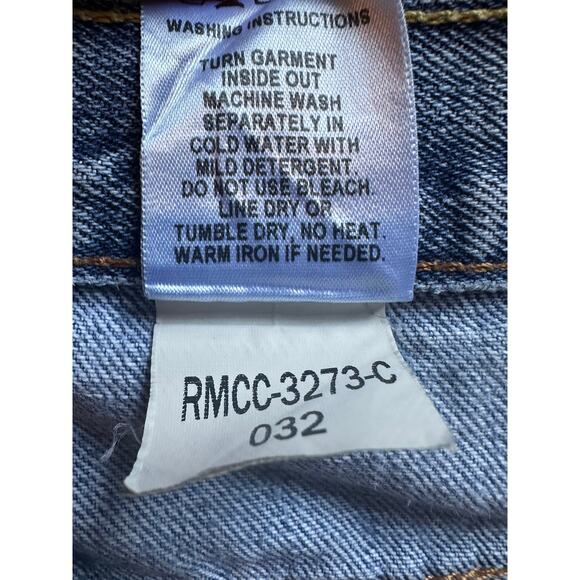 WASHING INSTRUCTIONS
TURN GARMENT
INSIDE OUT
MACHINE WASH
SEPARATELY IN
COLD WATER WITH
MILD DETERGENT
DO NOT USE BLEACH
LINE DRY OR
TUMBLE DRY, NO HEAT.
WARM IRON IF NEEDED.
RMCC-3273-C
032